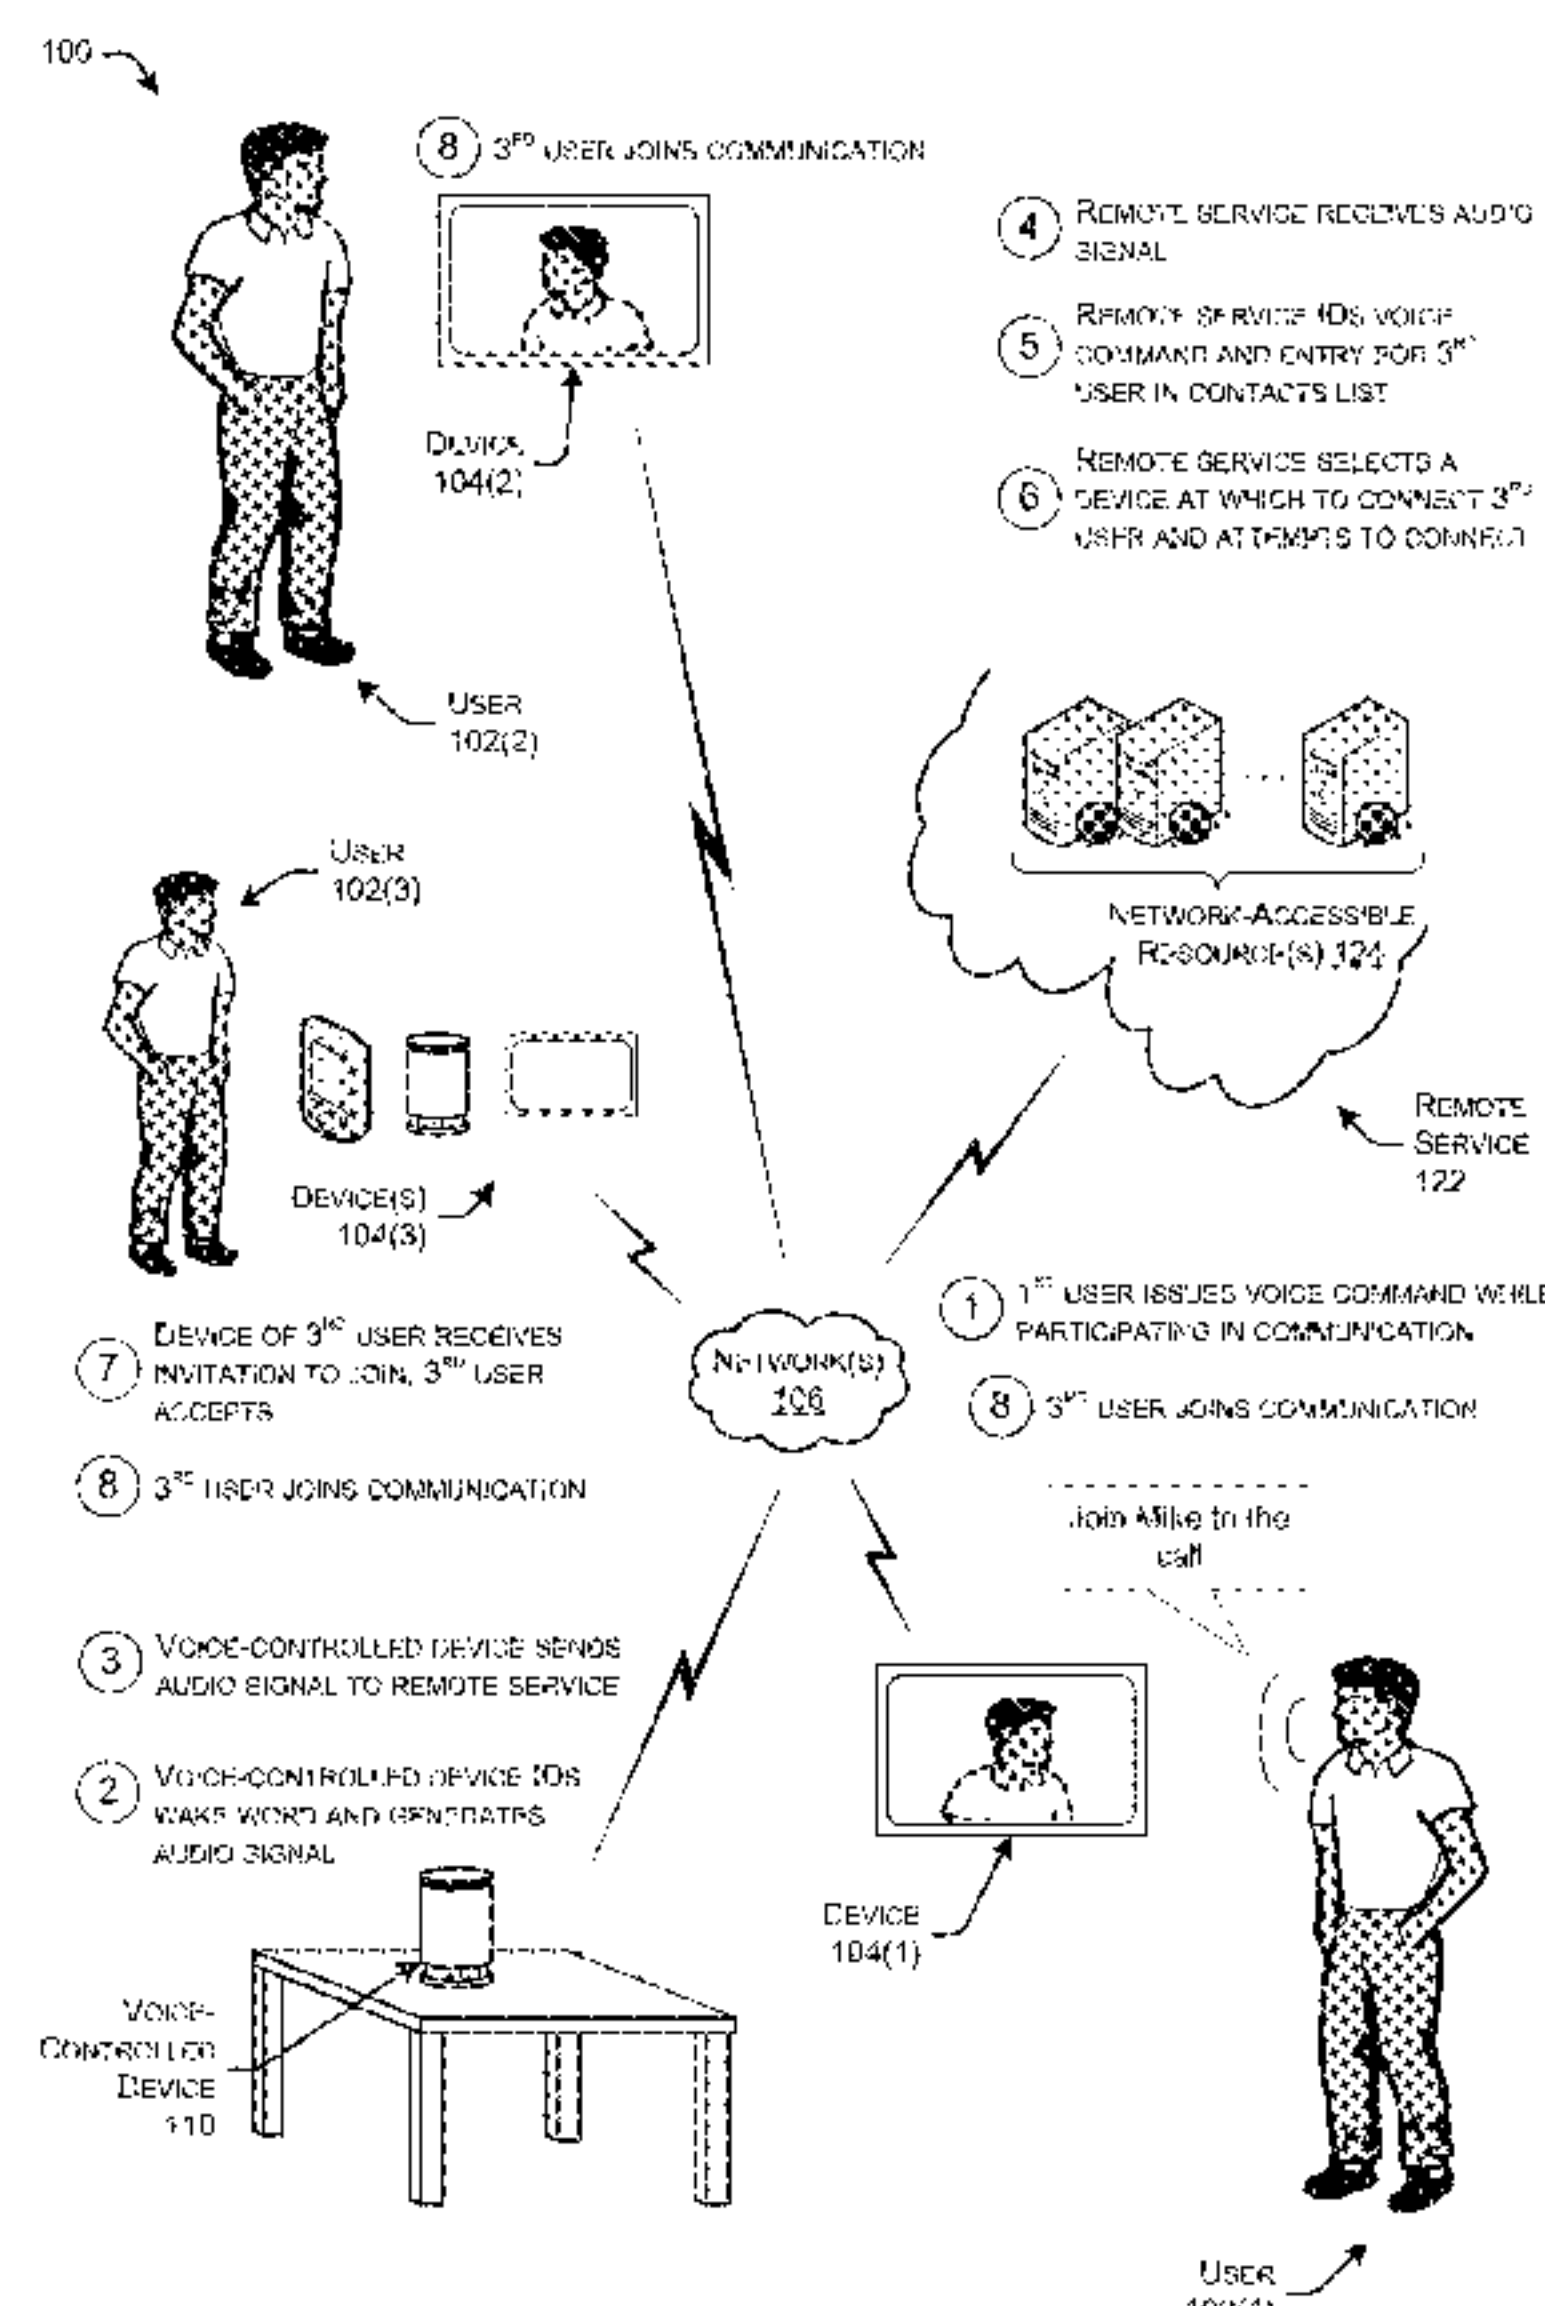 100
8 3RD USER JOINS COMMUNICATION
4 REMOTE SERVICE RECEIVES AUDIO
SIGNAL
5 REMOTE SERVICE IDS VOICE
COMMAND AND ENTRY FOR 3RD
USER IN CONTACTS LIST
6 REMOTE SERVICE SELECTS A
DEVICE AT WHICH TO CONNECT 3RD
USER AND ATTEMPTS TO CONNECT
DEVICE
104(2)
USER
102(2)
USER
102(3)
NETWORK-ACCESSIBLE
RESOURCE(S) 124
REMOTE
SERVICE
122
DEVICE(S)
104(3)
1 1ST USER ISSUES VOICE COMMAND WHILE
PARTICIPATING IN COMMUNICATION
7 DEVICE OF 3RD USER RECEIVES
INVITATION TO JOIN, 3RD USER
ACCEPTS
NETWORK(S)
106
8 3RD USER JOINS COMMUNICATION
8 3RD USER JOINS COMMUNICATION
Join Mike to the
call
3 VOICE-CONTROLLED DEVICE SENDS
AUDIO SIGNAL TO REMOTE SERVICE
2 VOICE-CONTROLLED DEVICE IDS
WAKE WORD AND GENERATES
AUDIO SIGNAL
DEVICE
104(1)
VOICE-
CONTROLLED
DEVICE
110
USER